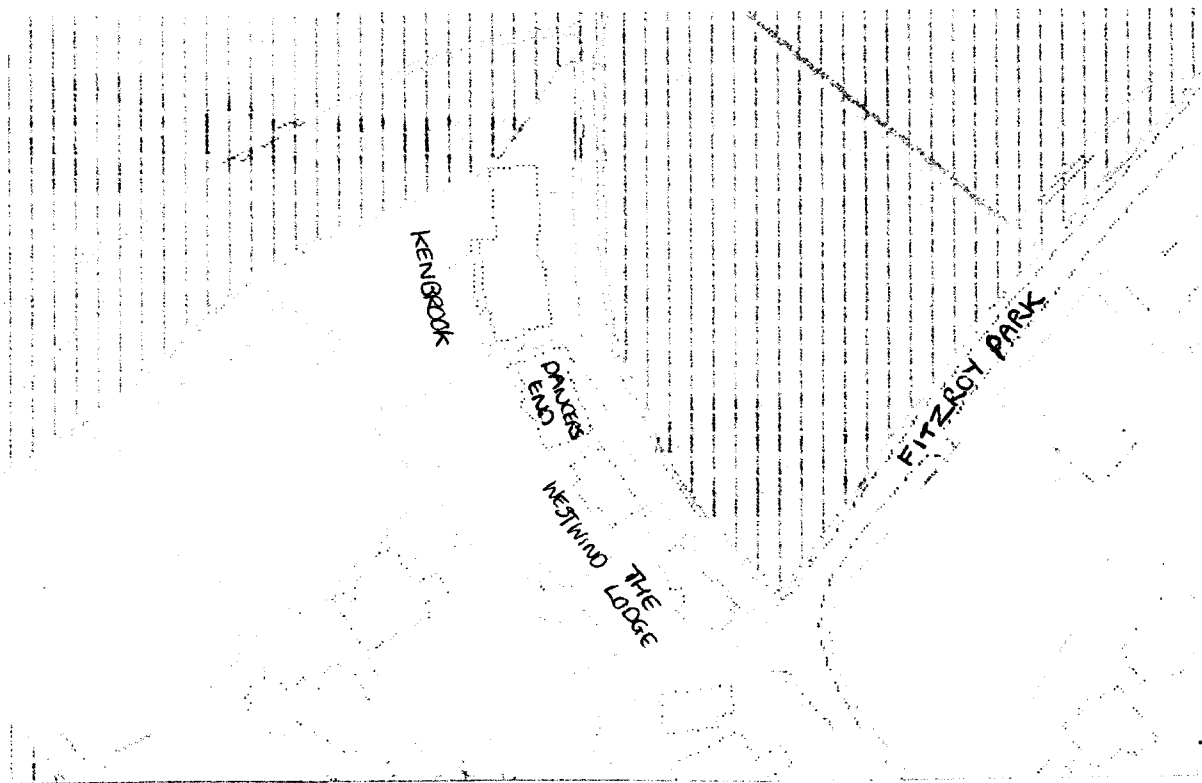 KENBROOK
DANCERS
END
WESTWIND
THE
LODGE
FITZROY PARK